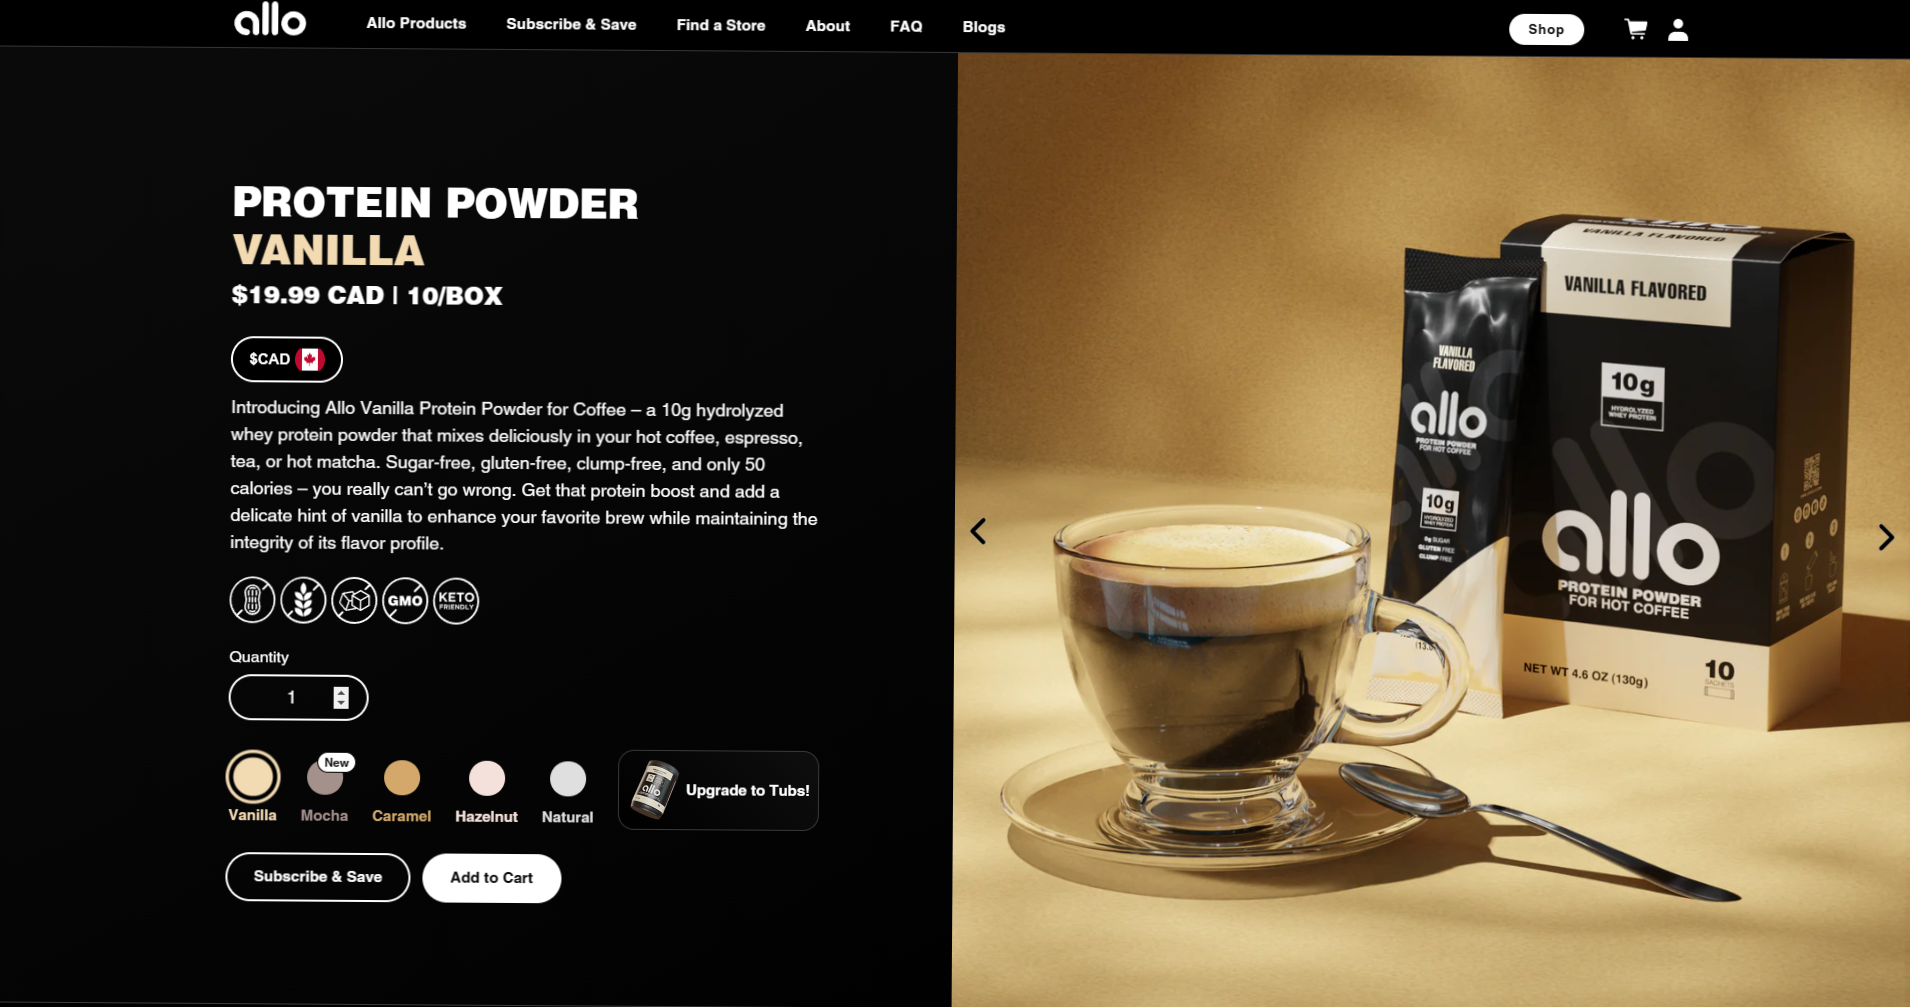 allo
Allo Products
Subscribe & Save
Find a Store
About
FAQ
Blogs
Shop
PROTEIN POWDER
VANILLA
$19.99 CAD | 10/BOX
$CAD
Introducing Allo Vanilla Protein Powder for Coffee – a 10g hydrolyzed
whey protein powder that mixes deliciously in your hot coffee, espresso,
tea, or hot matcha. Sugar-free, gluten-free, clump-free, and only 50
calories – you really can't go wrong. Get that protein boost and add a
delicate hint of vanilla to enhance your favorite brew while maintaining the
integrity of its flavor profile.
GMO
KETO
FRIENDLY
Quantity
1
New
Vanilla
Mocha
Caramel
Hazelnut
Natural
allo
Upgrade to Tubs!
Subscribe & Save
Add to Cart
VANILLA FLAVORED
VANILLA FLAVORED
10g
HYDROLYZED
WHEY PROTEIN
allo
PROTEIN POWDER
FOR HOT COFFEE
NET WT 4.6 OZ (130g)
10
SACHETS
VANILLA
FLAVORED
allo
PROTEIN POWDER
FOR HOT COFFEE
10g
HYDROLYZED
WHEY PROTEIN
0g SUGAR
GLUTEN FREE
CLUMP FREE